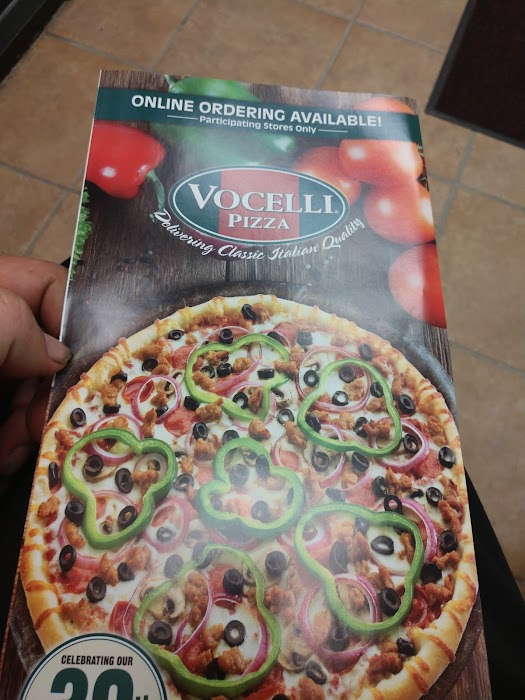 ONLINE ORDERING AVAILABLE!
Participating Stores Only
VOCELLI
PIZZA
Delivering Classic Italian Quality
CELEBRATING OUR